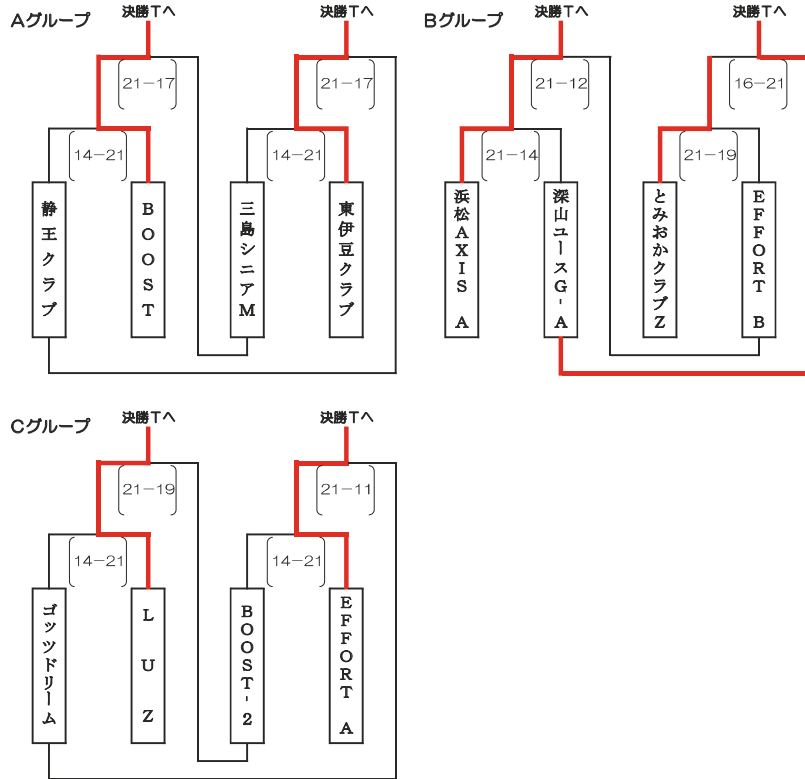 Aグループ
決勝Tへ
決勝Tへ
21-17
21-17
14-21
14-21
静王クラブ
BOOST
三島シニアM
東伊豆クラブ
Bグループ
決勝Tへ
決勝Tへ
21-12
16-21
21-14
21-19
浜松AXIS A
深山ユースG-A
とみおかクラブZ
EFFORT B
Cグループ
決勝Tへ
決勝Tへ
21-19
21-11
14-21
14-21
ゴッツドリーム
LUZ
BOOST-2
EFFORT A